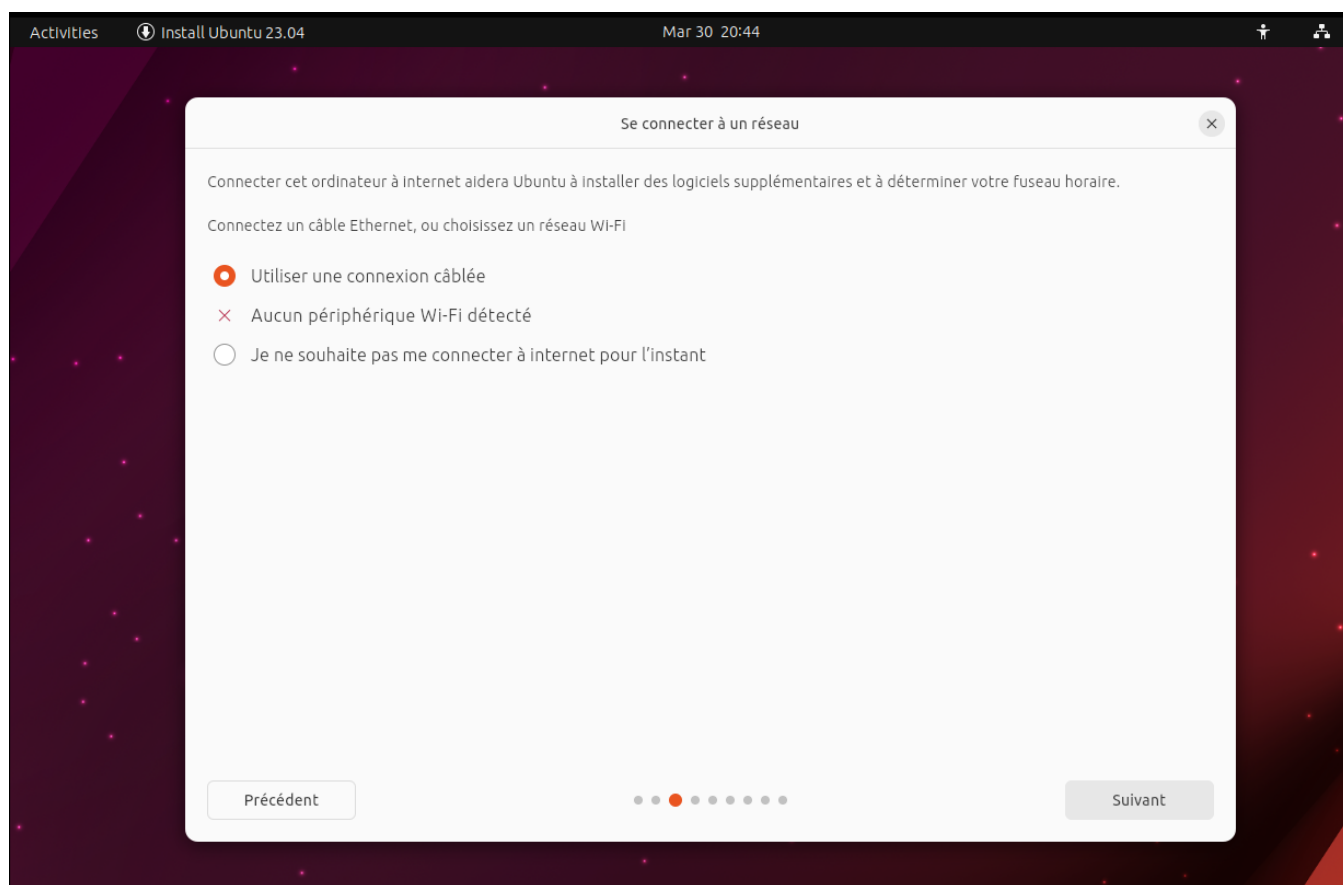 Activities Install Ubuntu 23.04 Mar 30 20:44
Se connecter à un réseau
Connecter cet ordinateur à internet aidera Ubuntu à installer des logiciels supplémentaires et à déterminer votre fuseau horaire.
Connectez un câble Ethernet, ou choisissez un réseau Wi-Fi
Utiliser une connexion câblée
Aucun périphérique Wi-Fi détecté
Je ne souhaite pas me connecter à internet pour l’instant
Précédent Suivant